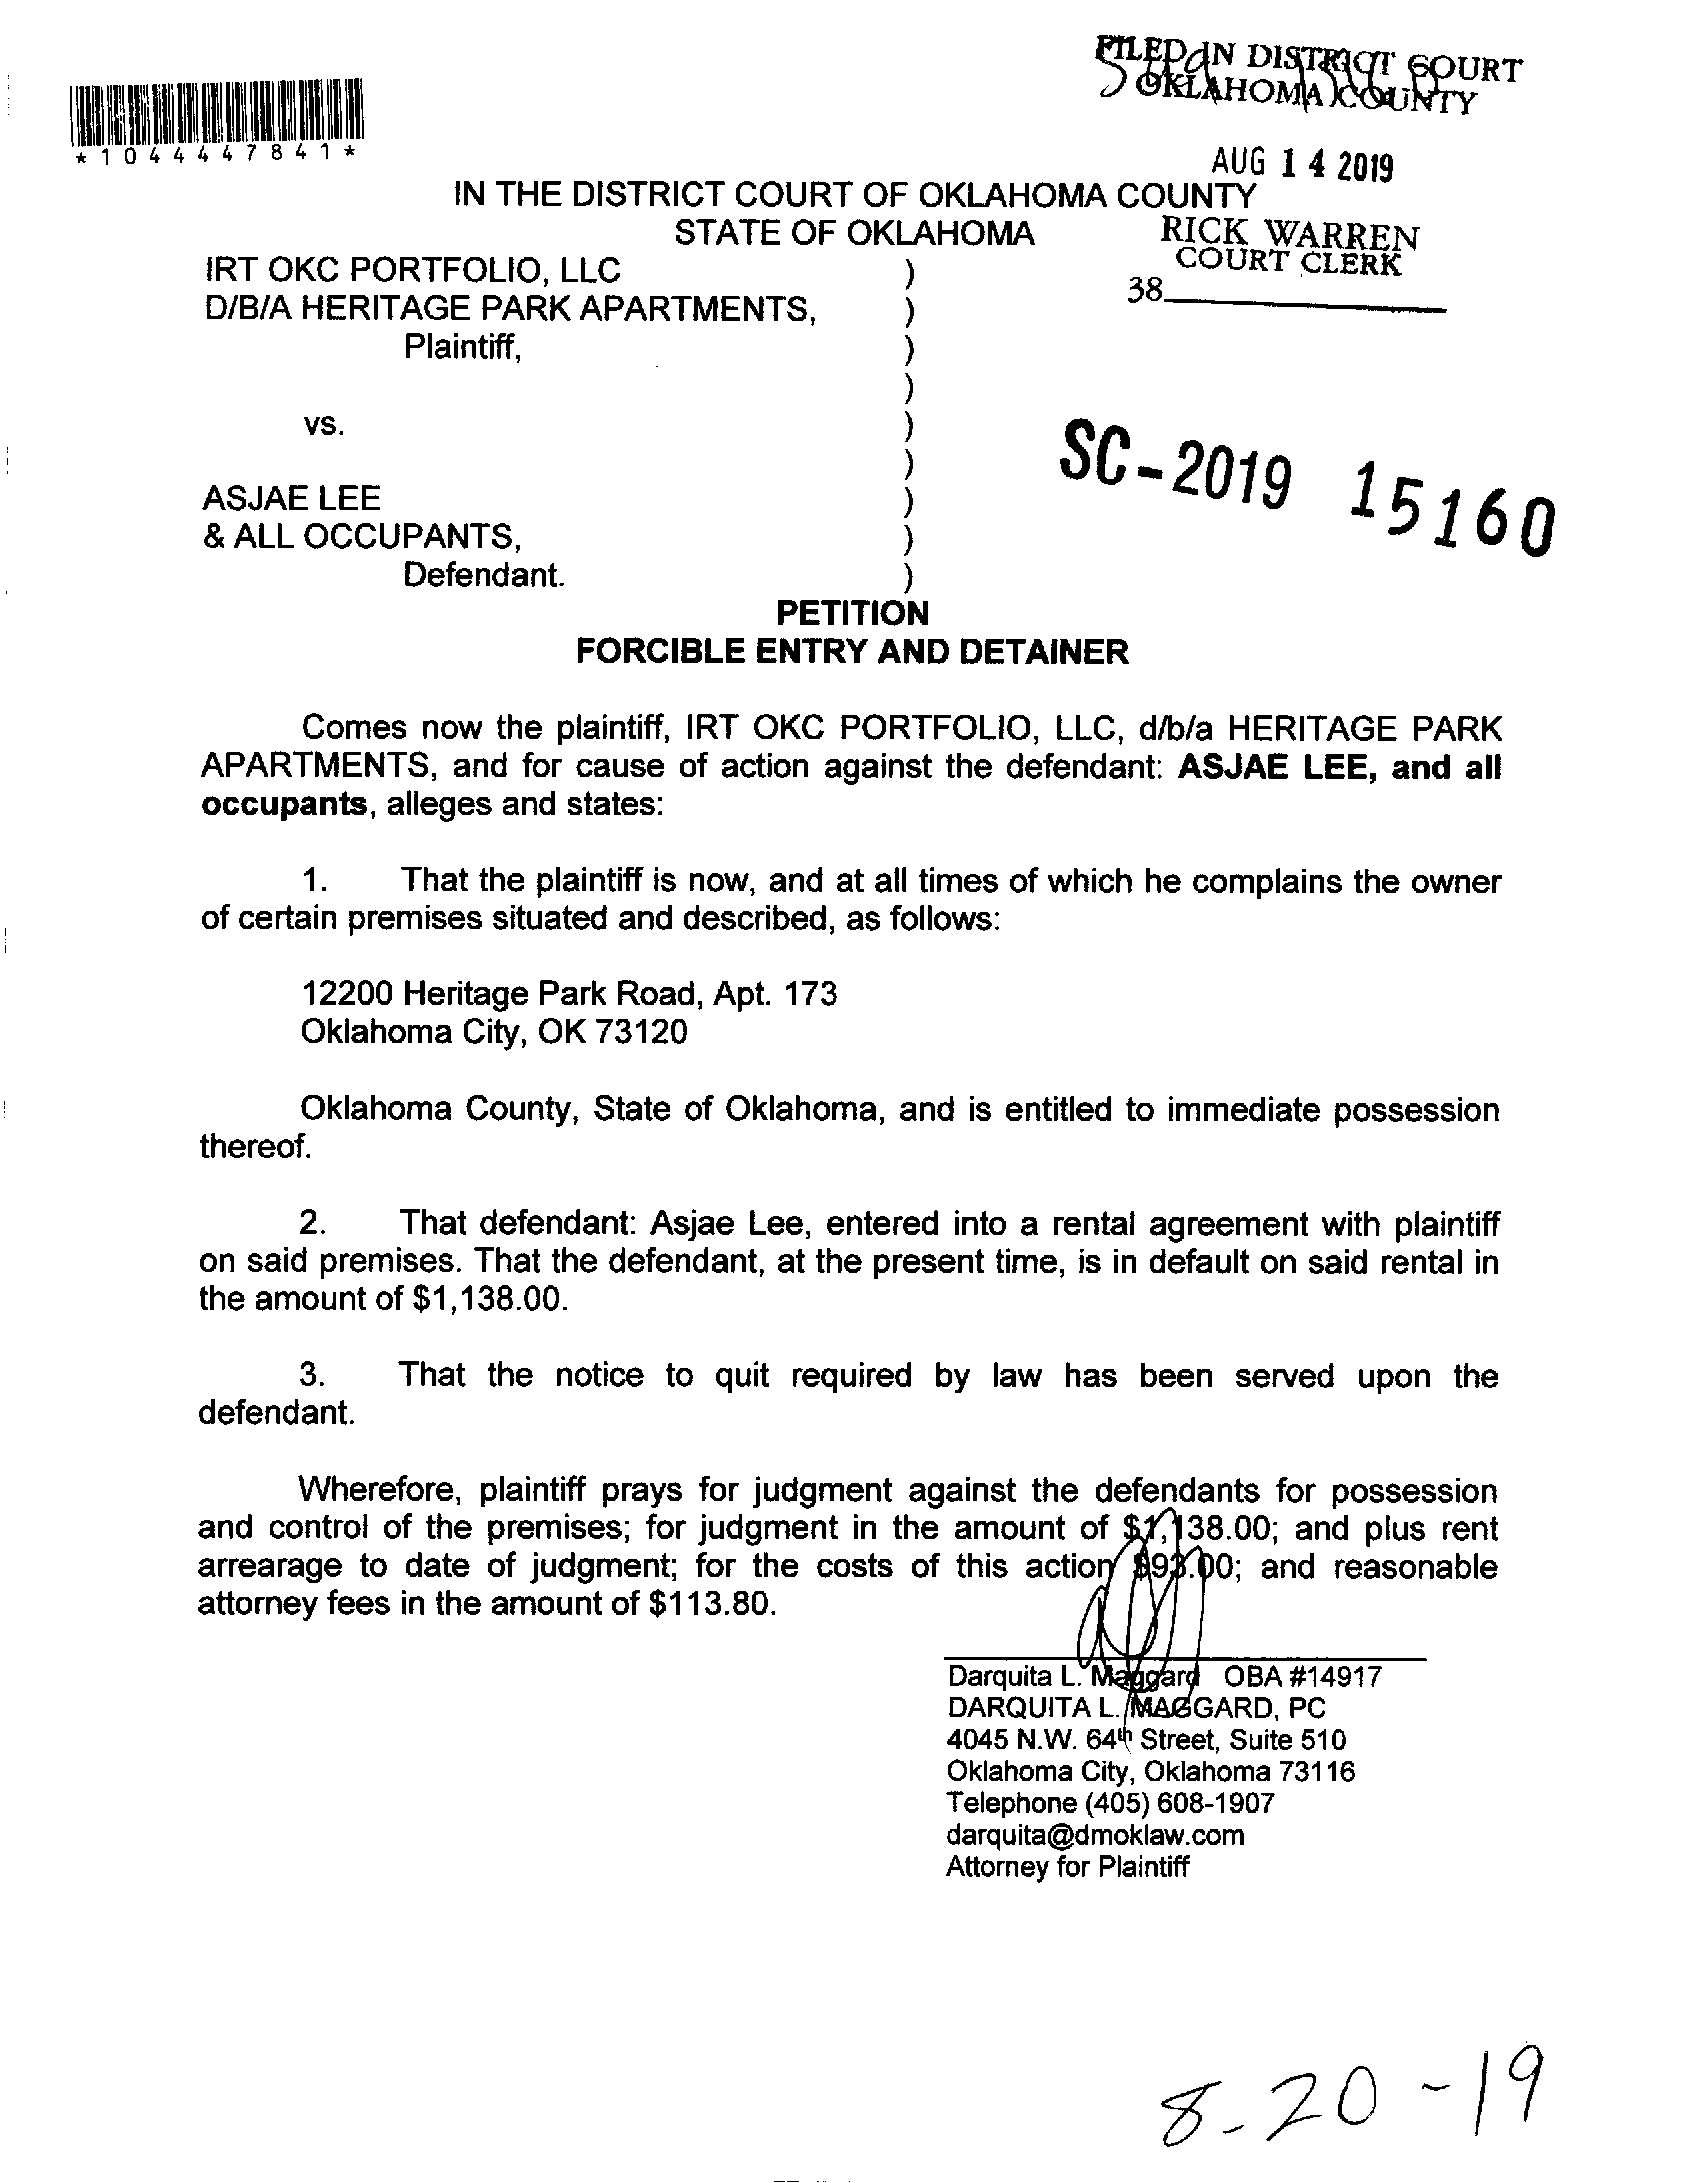 FILED IN DISTRICT COURT
OKLAHOMA COUNTY
*1044447841*
AUG 14 2019
IN THE DISTRICT COURT OF OKLAHOMA COUNTY
STATE OF OKLAHOMA
RICK WARREN
COURT CLERK
38
IRT OKC PORTFOLIO, LLC )
D/B/A HERITAGE PARK APARTMENTS, )
Plaintiff, )
)
vs. )
)
ASJAE LEE )
& ALL OCCUPANTS, )
Defendant. )
SC-2019 15160
PETITION
FORCIBLE ENTRY AND DETAINER
Comes now the plaintiff, IRT OKC PORTFOLIO, LLC, d/b/a HERITAGE PARK
APARTMENTS, and for cause of action against the defendant: ASJAE LEE, and all
occupants, alleges and states:
1. That the plaintiff is now, and at all times of which he complains the owner
of certain premises situated and described, as follows:
12200 Heritage Park Road, Apt. 173
Oklahoma City, OK 73120
Oklahoma County, State of Oklahoma, and is entitled to immediate possession
thereof.
2. That defendant: Asjae Lee, entered into a rental agreement with plaintiff
on said premises. That the defendant, at the present time, is in default on said rental in
the amount of $1,138.00.
3. That the notice to quit required by law has been served upon the
defendant.
Wherefore, plaintiff prays for judgment against the defendants for possession
and control of the premises; for judgment in the amount of $1,138.00; and plus rent
arrearage to date of judgment; for the costs of this action $93.00; and reasonable
attorney fees in the amount of $113.80.
Darquita L. Maggard OBA #14917
DARQUITA L. MAGGARD, PC
4045 N.W. 64th Street, Suite 510
Oklahoma City, Oklahoma 73116
Telephone (405) 608-1907
darquita@dmoklaw.com
Attorney for Plaintiff
8-20-19